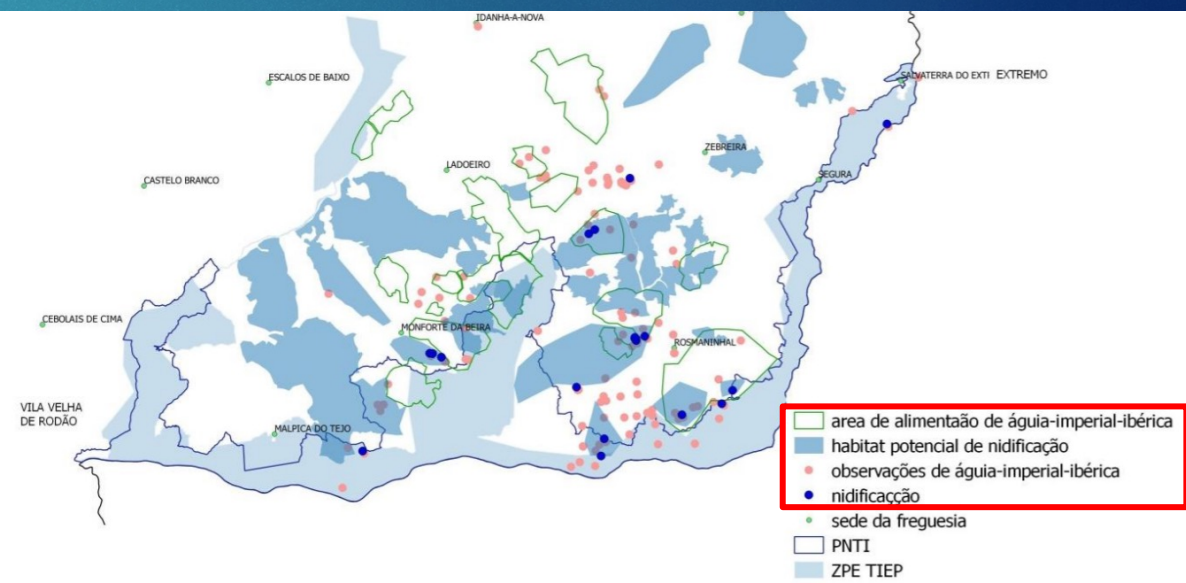 IDANHA-A-NOVA
ESCALOS DE BAIXO
SALVATERRA DO EXTI EXTREMO
ZEBREIRA
LADOEIRO
SEGURA
CASTELO BRANCO
CEBOLAIS DE CIMA
MONFORTE DA BEIRA
ROSMANINHAL
VILA VELHA
DE RODÃO
MALPICA DO TEJO
area de alimentaão de águia-imperial-ibérica
habitat potencial de nidificação
observações de águia-imperial-ibérica
nidificacção
sede da freguesia
PNTI
ZPE TIEP